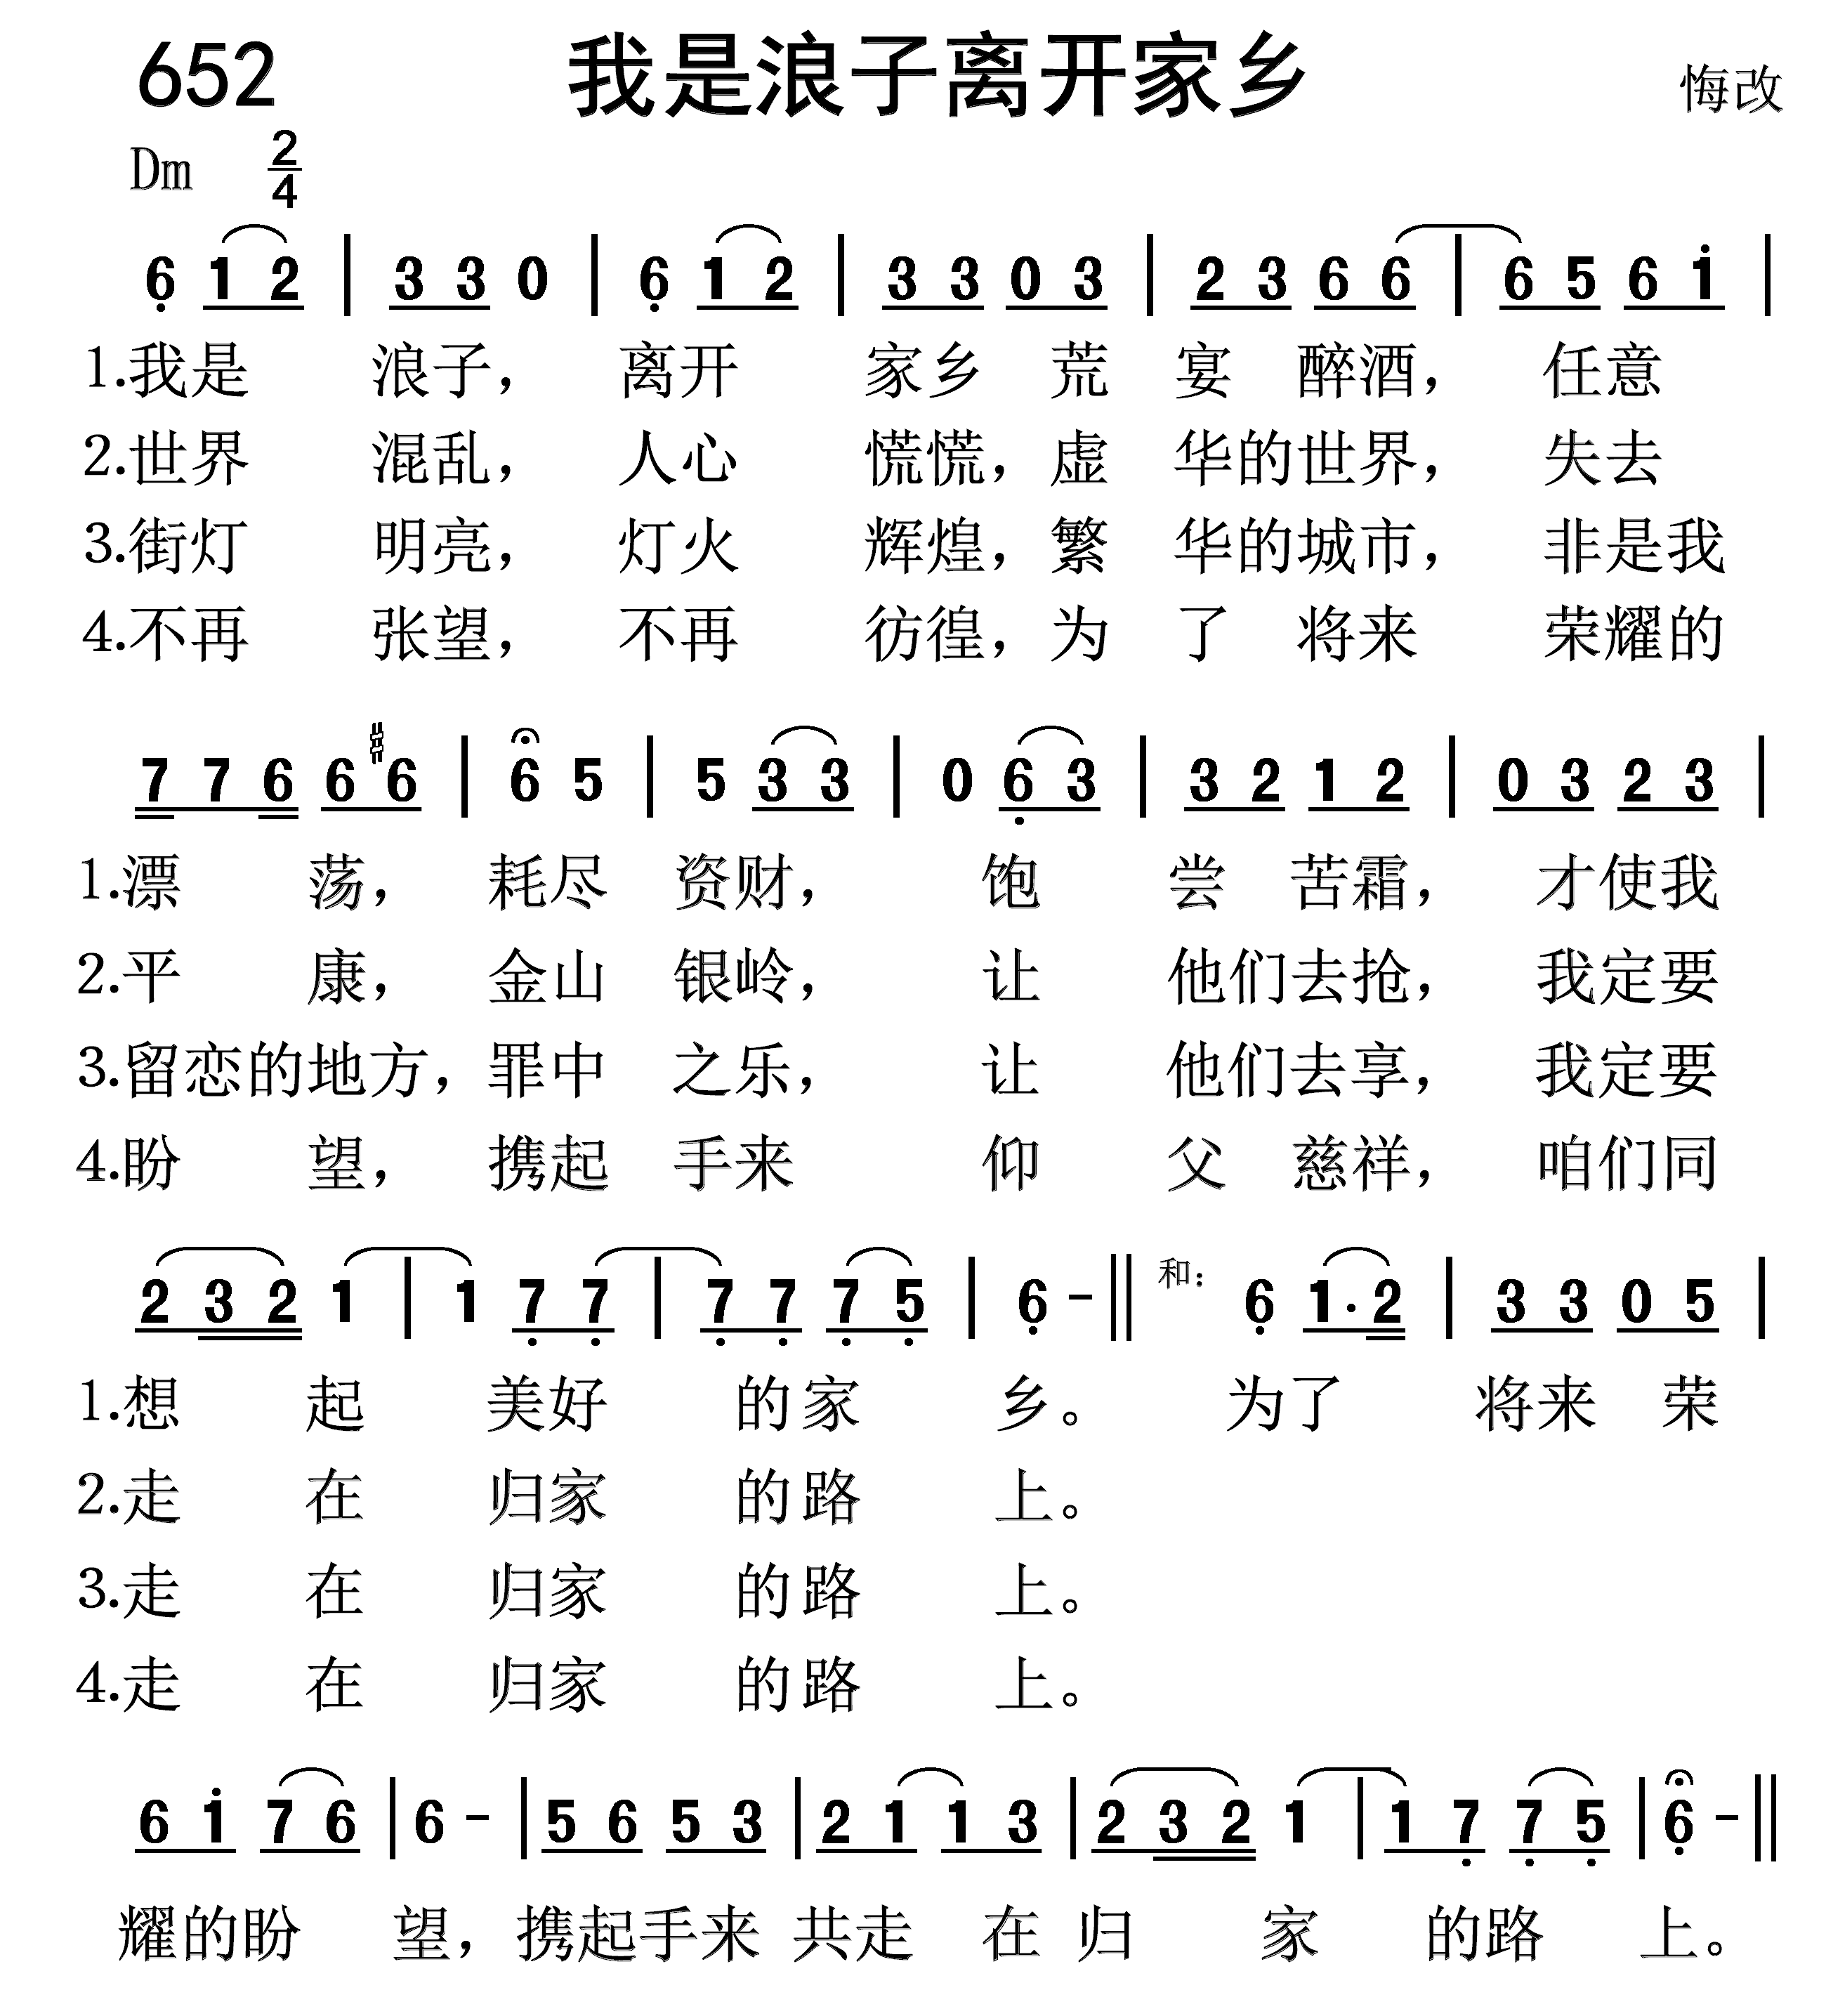 652 我是浪子离开家乡 悔改
Dm 2/4
6 1 2 | 3 3 0 | 6 1 2 | 3 3 0 3 | 2 3 6 6 | 6 5 6 1 |
1.我是 浪子， 离开 家乡 荒 宴 醉酒， 任意
2.世界 混乱， 人心 慌慌，虚 华的世界， 失去
3.街灯 明亮， 灯火 辉煌，繁 华的城市， 非是我
4.不再 张望， 不再 彷徨，为 了 将来 荣耀的
7 7 6 6 #6 | 6 5 | 5 3 3 | 0 6 3 | 3 2 1 2 | 0 3 2 3 |
1.漂 荡， 耗尽 资财， 饱 尝 苦霜， 才使我
2.平 康， 金山 银岭， 让 他们去抢， 我定要
3.留恋的地方，罪中 之乐， 让 他们去享， 我定要
4.盼 望， 携起 手来 仰 父 慈祥， 咱们同
2 3 2 1 | 1 7 7 | 7 7 7 5 | 6 - || 和： 6 1· 2 | 3 3 0 5 |
1.想 起 美好 的家 乡。 为了 将来 荣
2.走 在 归家 的路 上。
3.走 在 归家 的路 上。
4.走 在 归家 的路 上。
6 1 7 6 | 6 - | 5 6 5 3 | 2 1 1 3 | 2 3 2 1 | 1 7 7 5 | 6 - ||
耀的盼 望，携起手来 共走 在 归 家 的路 上。